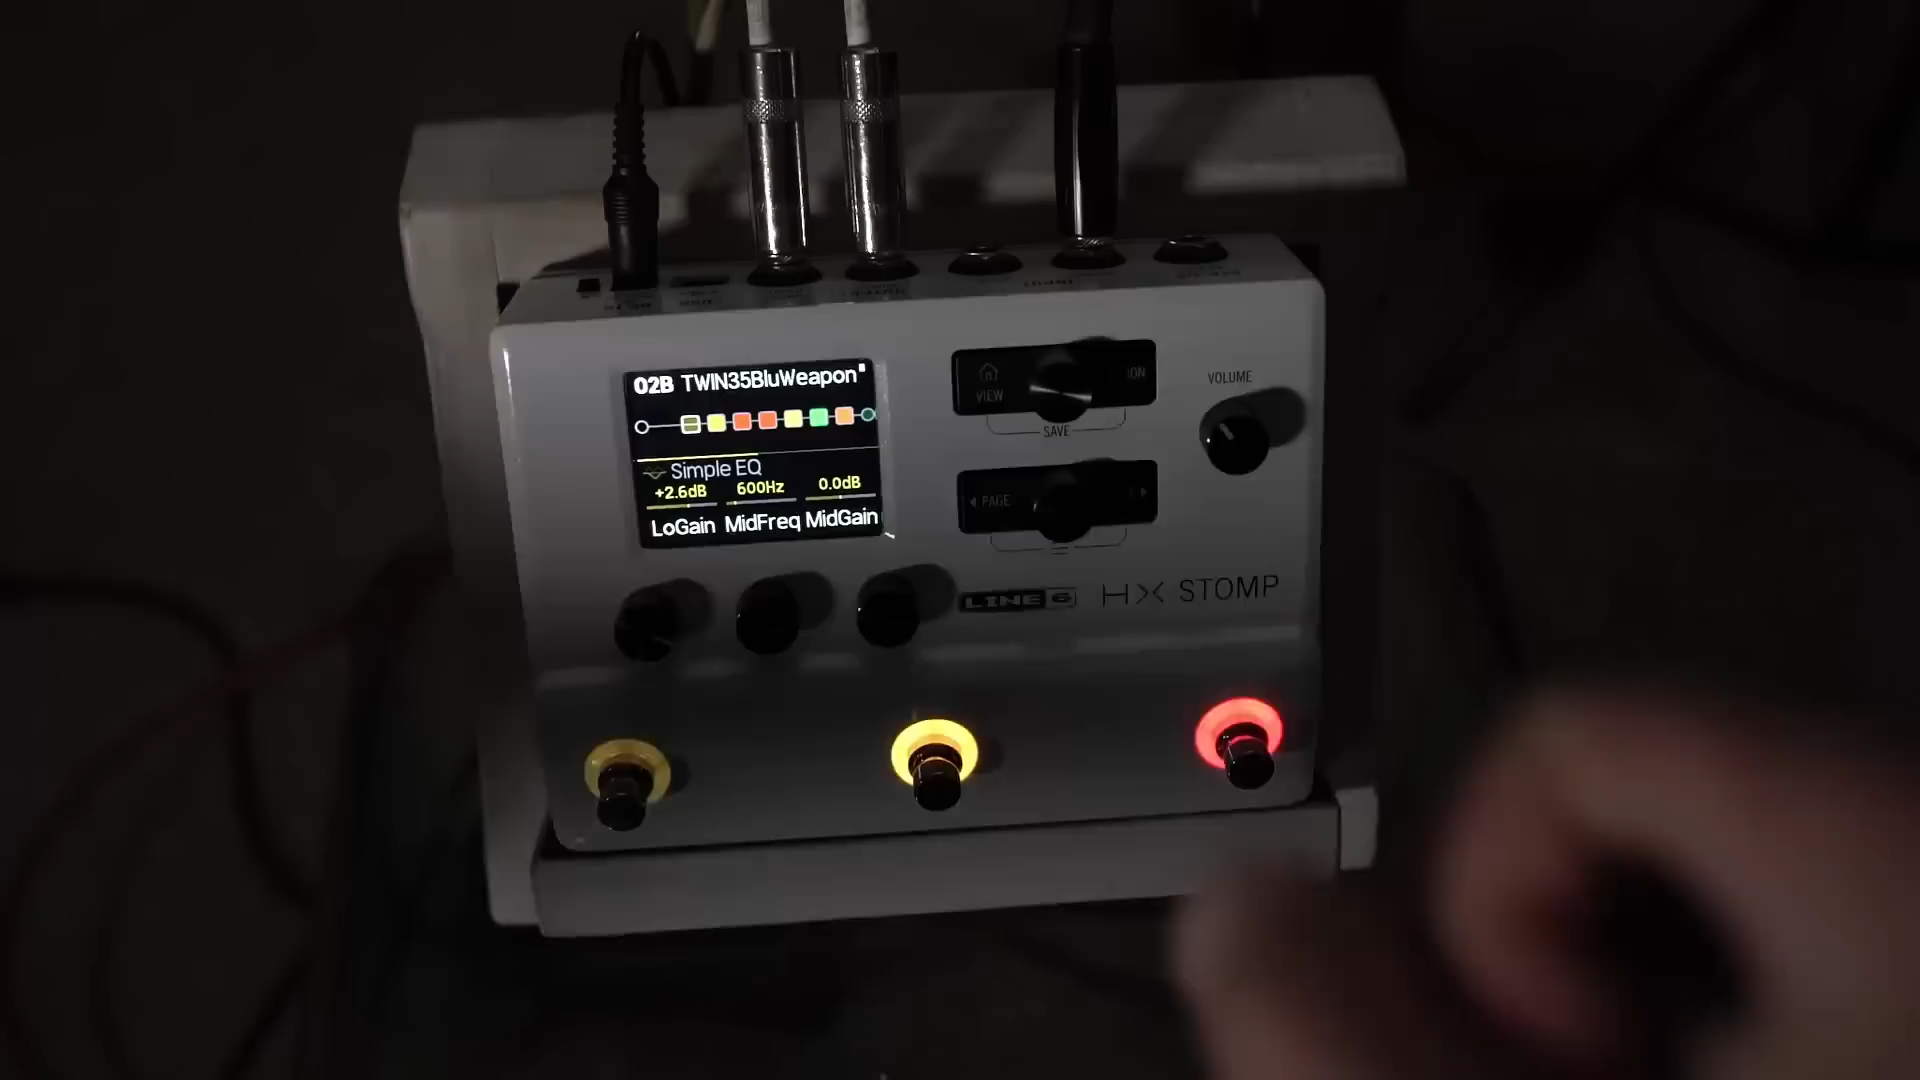 02B TWIN35BluWeapon
Simple EQ
+2.6dB 600Hz 0.0dB
LoGain MidFreq MidGain
VIEW
SAVE
PAGE
VOLUME
LINE 6 HX STOMP